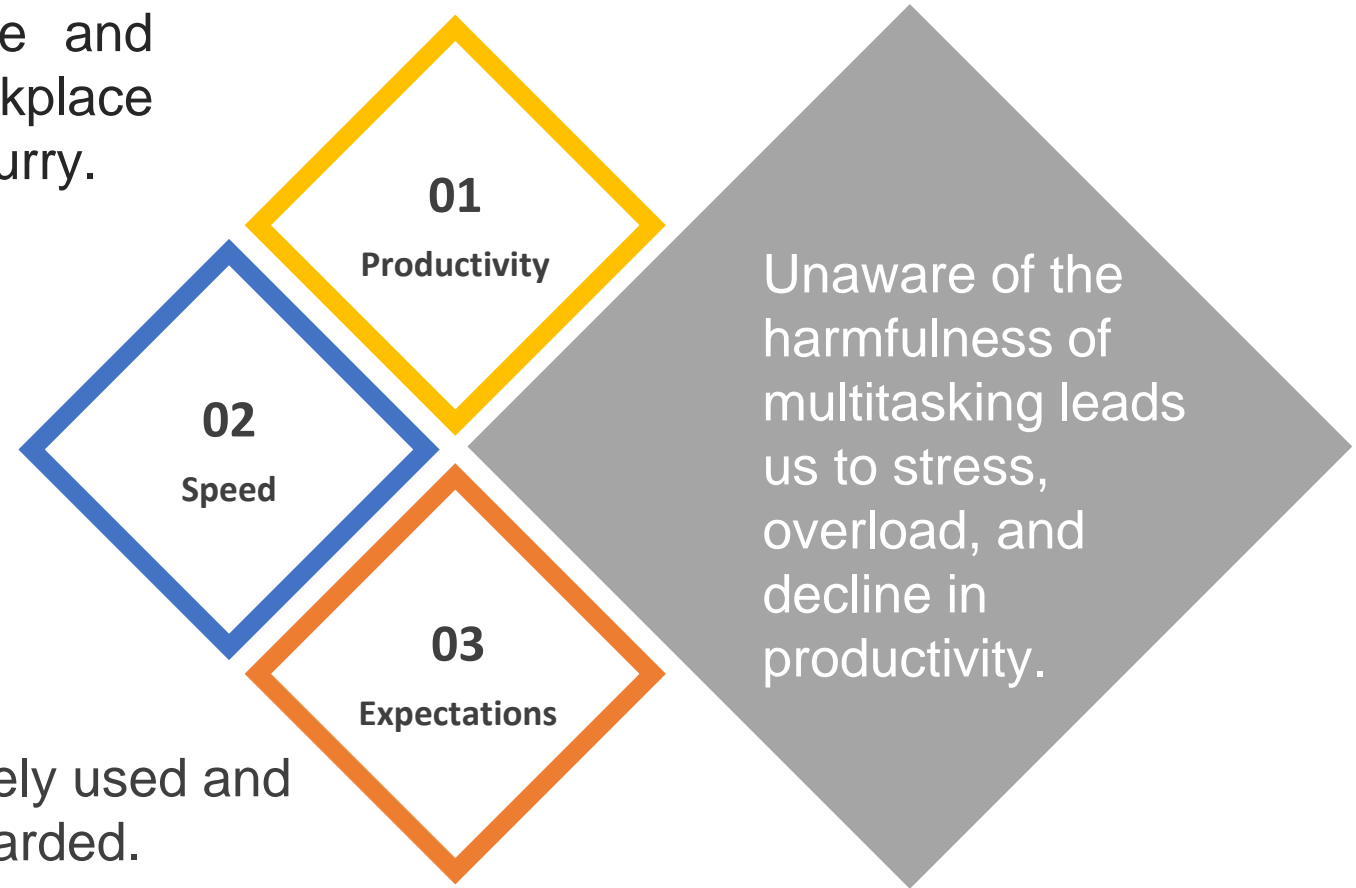 e and
kplace
urry.
01
Productivity
02
Speed
03
Expectations
ely used and
arded.
Unaware of the
harmfulness of
multitasking leads
us to stress,
overload, and
decline in
productivity.